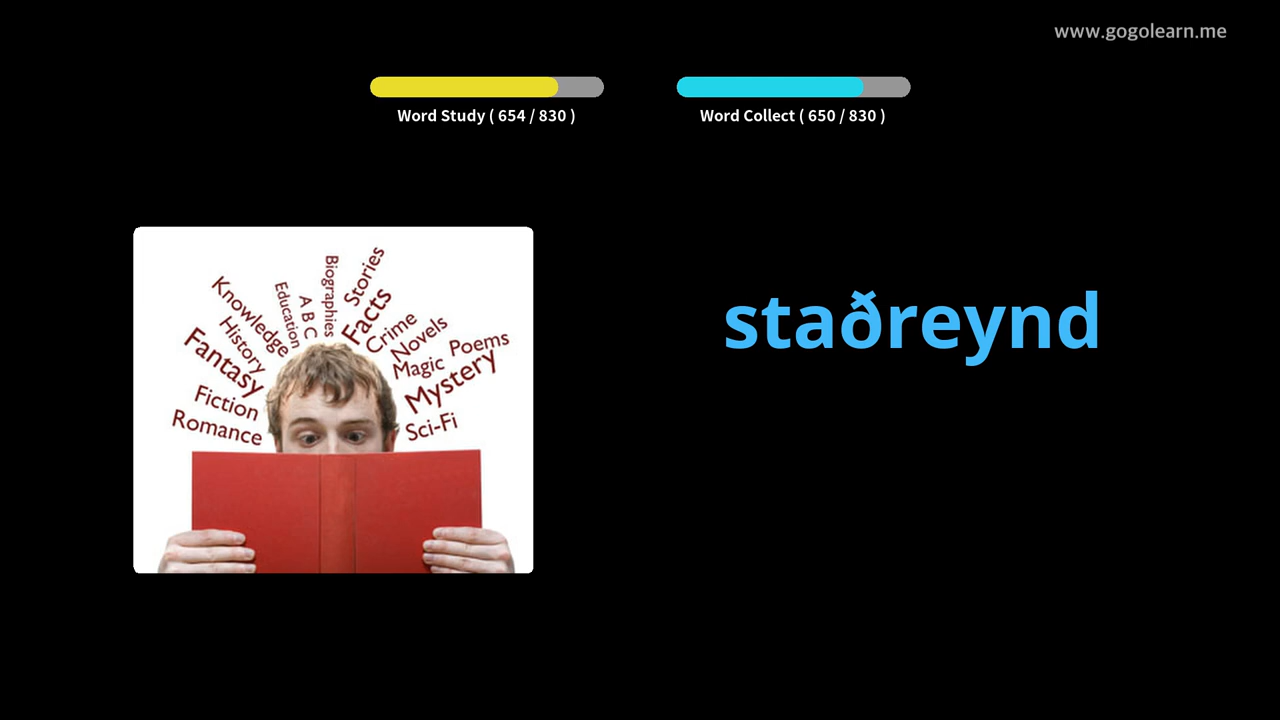 www.gogolearn.me
Word Study ( 654 / 830 )
Word Collect ( 650 / 830 )
staðreynd
Biographies
Stories
Education
A B C
Facts
Knowledge
Crime
History
Novels
Fantasy
Magic
Poems
Mystery
Fiction
Romance
Sci-Fi